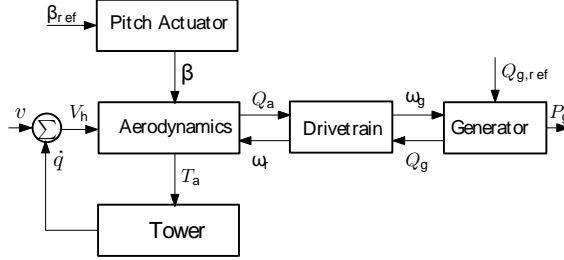 β_ref
Pitch Actuator
β
Q_g,ref
v
Σ
V_h
Aerodynamics
Q_a
ω_r
Drivetrain
ω_g
Q_g
Generator
P_g
q̇
T_a
Tower